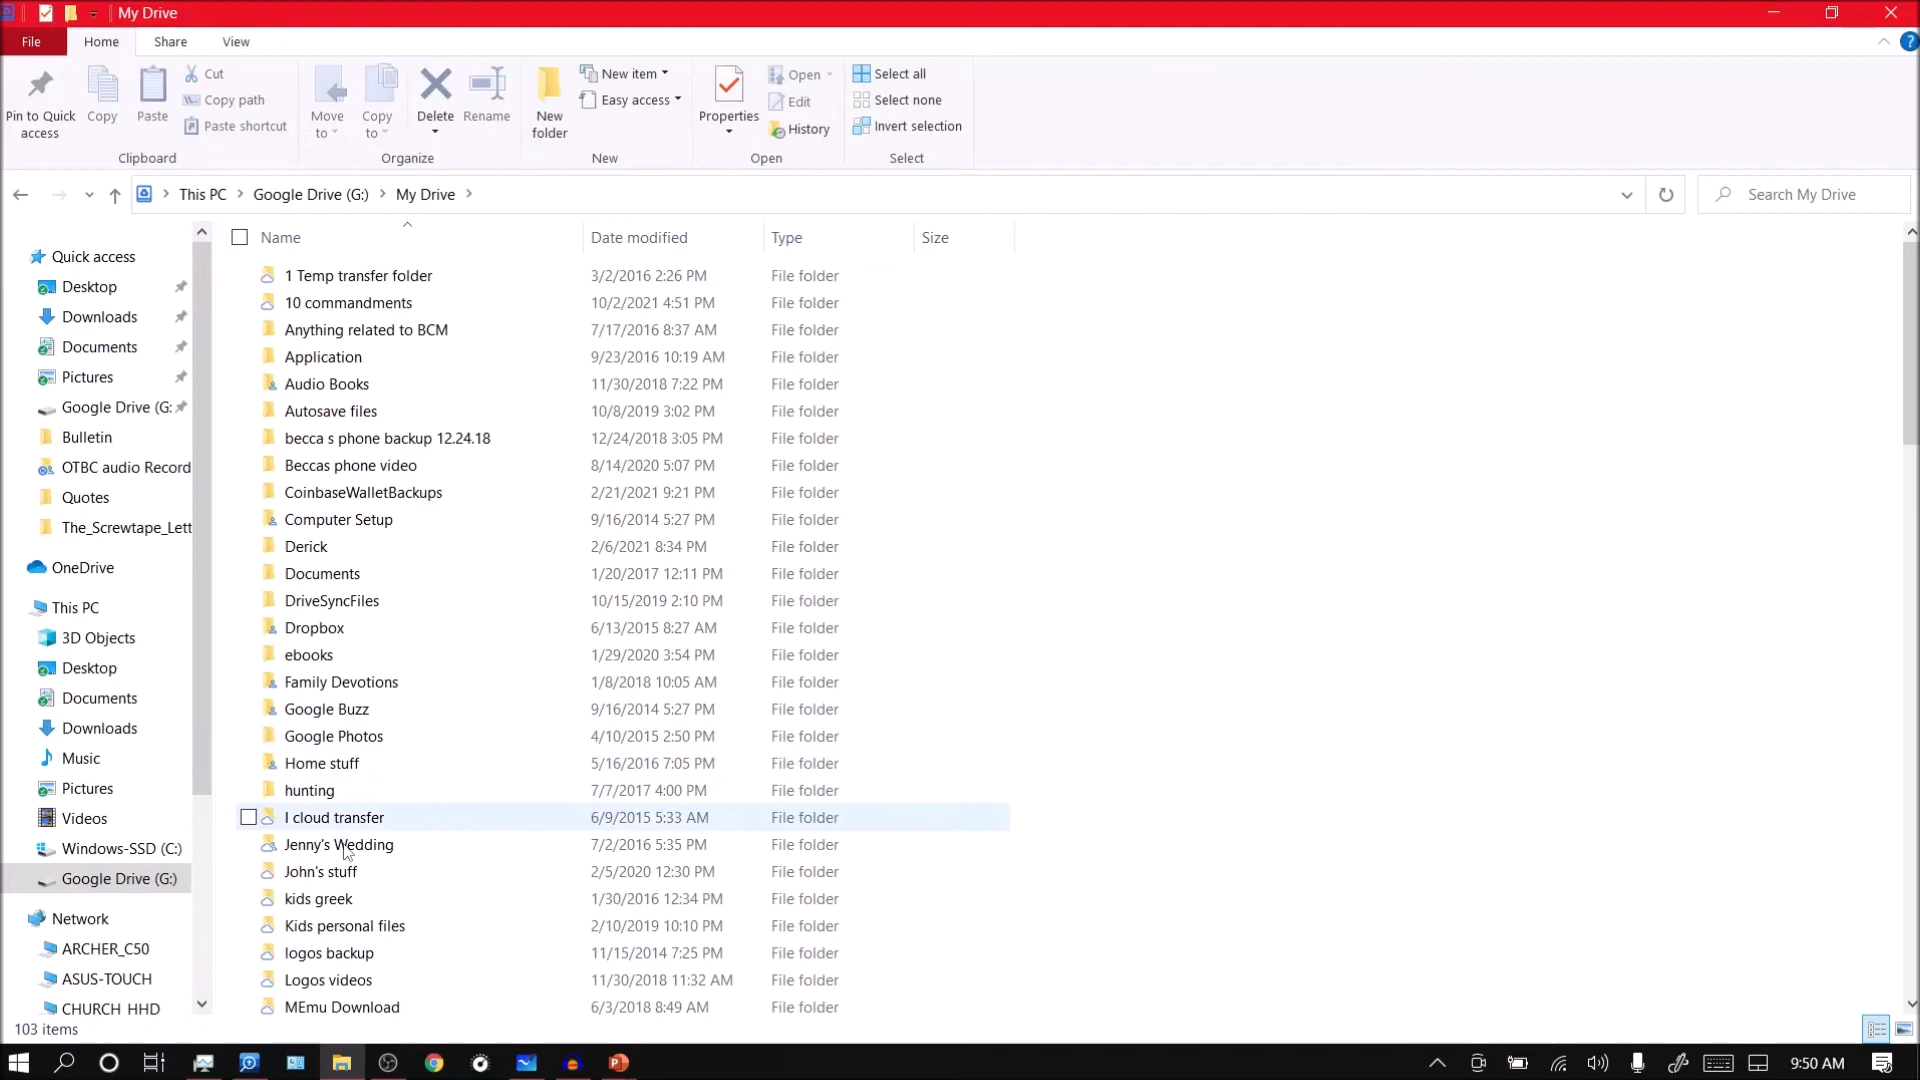 My Drive
File Home Share View
Pin to Quick access
Copy
Paste
Cut
Copy path
Paste shortcut
Clipboard
Move to
Copy to
Delete
Rename
Organize
New folder
New item
Easy access
New
Properties
Open
Edit
History
Open
Select all
Select none
Invert selection
Select
This PC Google Drive (G:) My Drive
Search My Drive
Quick access
Desktop
Downloads
Documents
Pictures
Google Drive (G:
Bulletin
OTBC audio Record
Quotes
The_Screwtape_Lett
OneDrive
This PC
3D Objects
Desktop
Documents
Downloads
Music
Pictures
Videos
Windows-SSD (C:)
Google Drive (G:)
Network
ARCHER_C50
ASUS-TOUCH
CHURCH_HHD
Name Date modified Type Size
1 Temp transfer folder 3/2/2016 2:26 PM File folder
10 commandments 10/2/2021 4:51 PM File folder
Anything related to BCM 7/17/2016 8:37 AM File folder
Application 9/23/2016 10:19 AM File folder
Audio Books 11/30/2018 7:22 PM File folder
Autosave files 10/8/2019 3:02 PM File folder
becca s phone backup 12.24.18 12/24/2018 3:05 PM File folder
Beccas phone video 8/14/2020 5:07 PM File folder
CoinbaseWalletBackups 2/21/2021 9:21 PM File folder
Computer Setup 9/16/2014 5:27 PM File folder
Derick 2/6/2021 8:34 PM File folder
Documents 1/20/2017 12:11 PM File folder
DriveSyncFiles 10/15/2019 2:10 PM File folder
Dropbox 6/13/2015 8:27 AM File folder
ebooks 1/29/2020 3:54 PM File folder
Family Devotions 1/8/2018 10:05 AM File folder
Google Buzz 9/16/2014 5:27 PM File folder
Google Photos 4/10/2015 2:50 PM File folder
Home stuff 5/16/2016 7:05 PM File folder
hunting 7/7/2017 4:00 PM File folder
I cloud transfer 6/9/2015 5:33 AM File folder
Jenny's Wedding 7/2/2016 5:35 PM File folder
John's stuff 2/5/2020 12:30 PM File folder
kids greek 1/30/2016 12:34 PM File folder
Kids personal files 2/10/2019 10:10 PM File folder
logos backup 11/15/2014 7:25 PM File folder
Logos videos 11/30/2018 11:32 AM File folder
MEmu Download 6/3/2018 8:49 AM File folder
103 items
9:50 AM